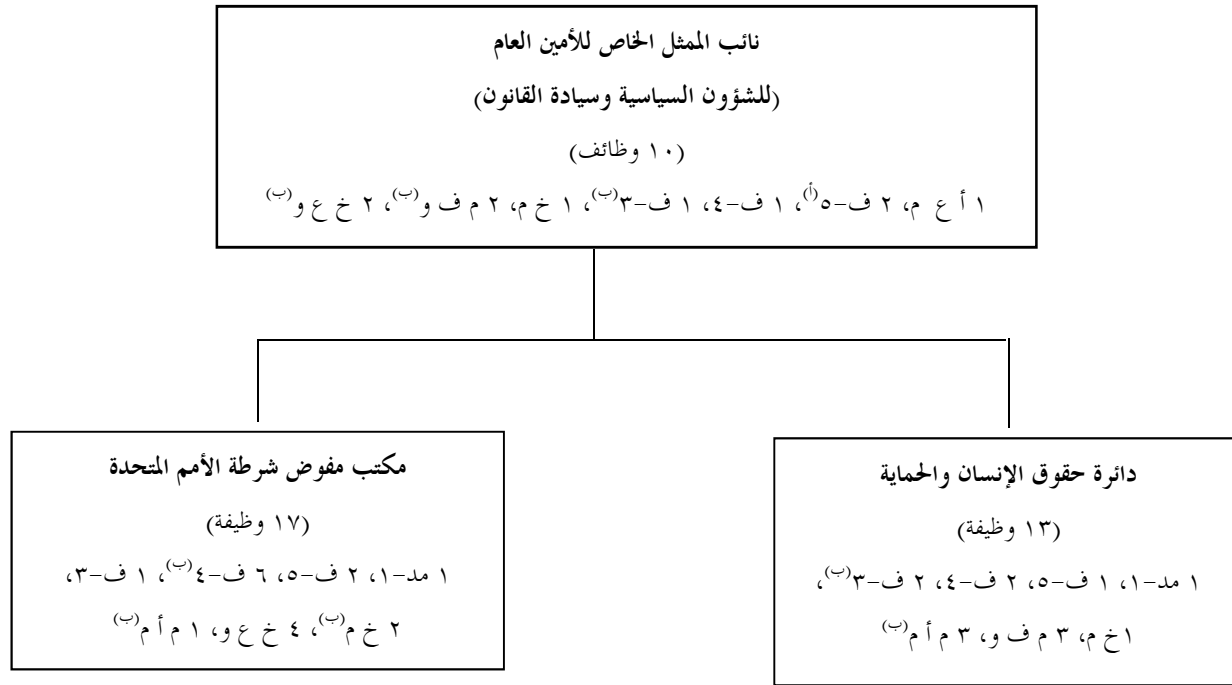 نائب الممثل الخاص للأمين العام
(للشؤون السياسية وسيادة القانون)
(١٠ وظائف)
١ أ ع م، ٢ ف-٥(أ)، ١ ف-٤، ١ ف-٣(ب)، ١ خ م، ٢ م ف و(ب)، ٢ خ ع و(ب)
دائرة حقوق الإنسان والحماية
(١٣ وظيفة)
١ مد-١، ١ ف-٥، ٢ ف-٤، ٢ ف-٣(ب)،
١خ م، ٣ م ف و، ٣ م أ م(ب)
مكتب مفوض شرطة الأمم المتحدة
(١٧ وظيفة)
١ مد-١، ٢ ف-٥، ٦ ف-٤(ب)، ١ ف-٣،
٢ خ م(ب)، ٤ خ ع و، ١ م أ م(ب)